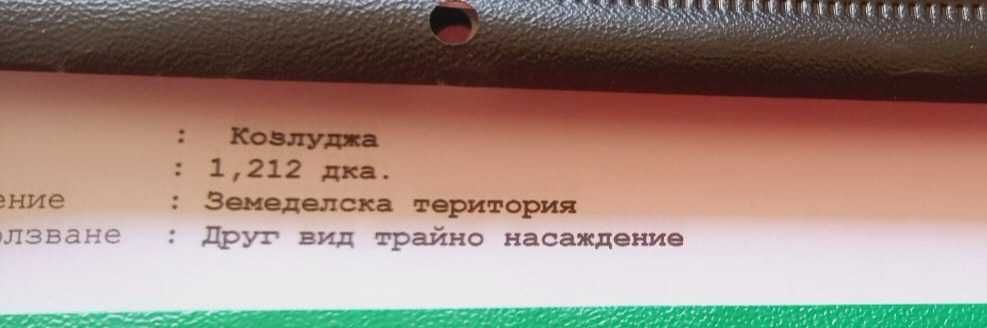 : Козлуджа
: 1,212 дка.
ение : Земеделска територия
олзване : Друг вид трайно насаждение